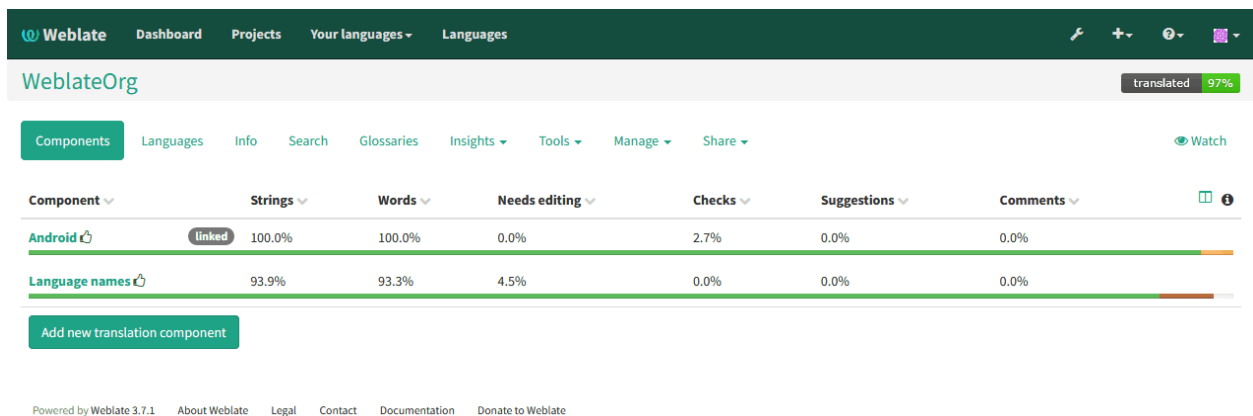 Weblate Dashboard Projects Your languages Languages
WeblateOrg translated 97%
Components Languages Info Search Glossaries Insights Tools Manage Share Watch
Component Strings Words Needs editing Checks Suggestions Comments
Android linked 100.0% 100.0% 0.0% 2.7% 0.0% 0.0%
Language names 93.9% 93.3% 4.5% 0.0% 0.0% 0.0%
Add new translation component
Powered by Weblate 3.7.1 About Weblate Legal Contact Documentation Donate to Weblate